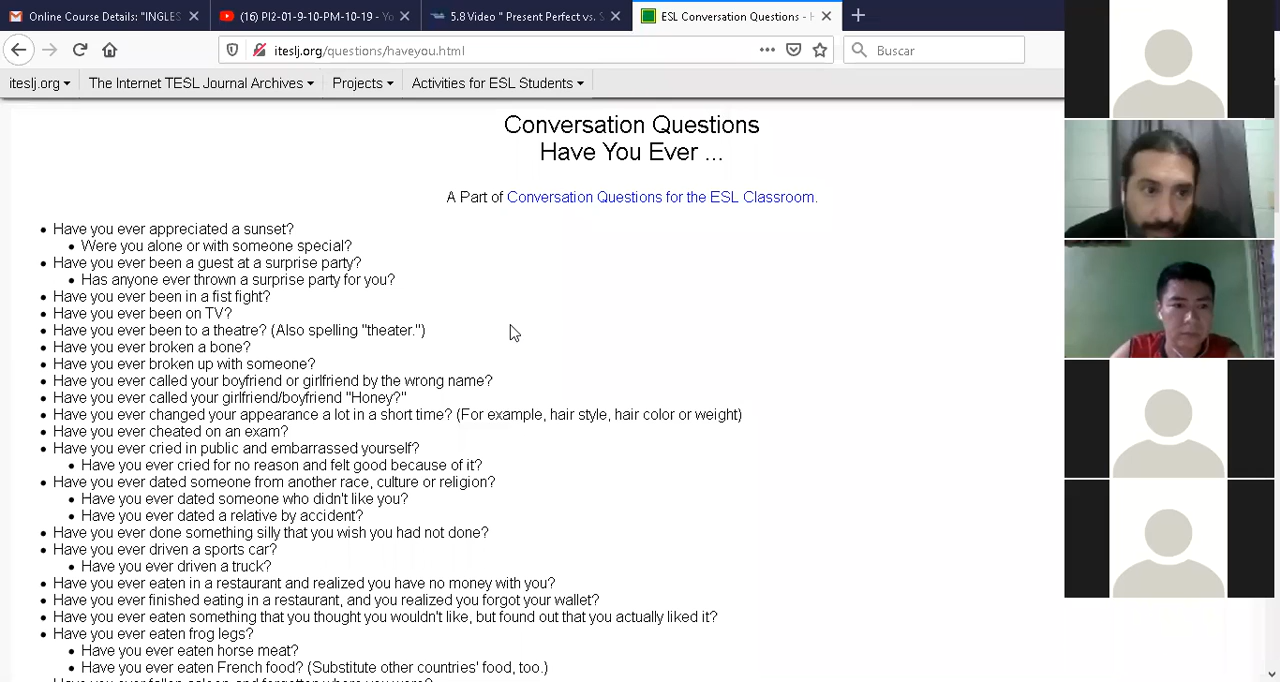 Online Course Details: "INGLES
(16) PI2-01-9-10-PM-10-19 - Yo
5.8 Video " Present Perfect vs. S
ESL Conversation Questions - H
iteslj.org/questions/haveyou.html
Buscar
iteslj.org
The Internet TESL Journal Archives
Projects
Activities for ESL Students
Conversation Questions
Have You Ever ...
A Part of Conversation Questions for the ESL Classroom.
Have you ever appreciated a sunset?
Were you alone or with someone special?
Have you ever been a guest at a surprise party?
Has anyone ever thrown a surprise party for you?
Have you ever been in a fist fight?
Have you ever been on TV?
Have you ever been to a theatre? (Also spelling "theater.")
Have you ever broken a bone?
Have you ever broken up with someone?
Have you ever called your boyfriend or girlfriend by the wrong name?
Have you ever called your girlfriend/boyfriend "Honey?"
Have you ever changed your appearance a lot in a short time? (For example, hair style, hair color or weight)
Have you ever cheated on an exam?
Have you ever cried in public and embarrassed yourself?
Have you ever cried for no reason and felt good because of it?
Have you ever dated someone from another race, culture or religion?
Have you ever dated someone who didn't like you?
Have you ever dated a relative by accident?
Have you ever done something silly that you wish you had not done?
Have you ever driven a sports car?
Have you ever driven a truck?
Have you ever eaten in a restaurant and realized you have no money with you?
Have you ever finished eating in a restaurant, and you realized you forgot your wallet?
Have you ever eaten something that you thought you wouldn't like, but found out that you actually liked it?
Have you ever eaten frog legs?
Have you ever eaten horse meat?
Have you ever eaten French food? (Substitute other countries' food, too.)
Have you ever fallen asleep and forgotten where you were?